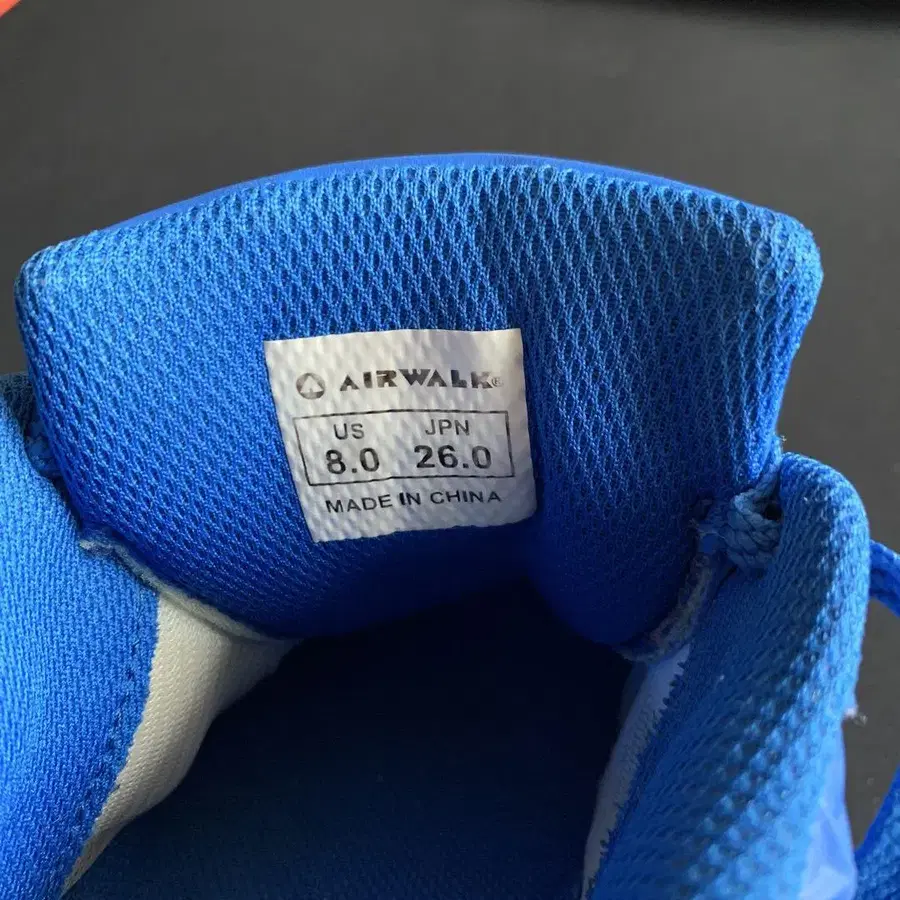 AIRWALK®
US JPN
8.0 26.0
MADE IN CHINA